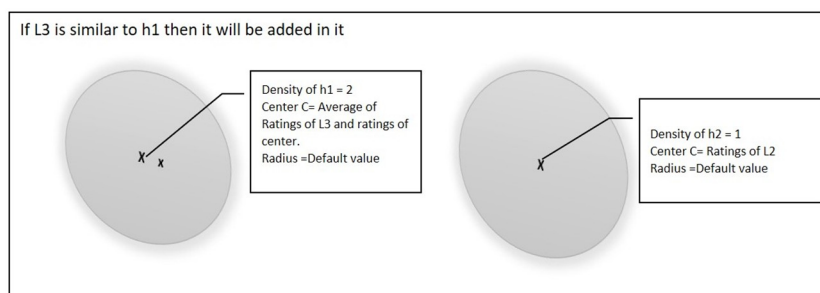 If L3 is similar to h1 then it will be added in it
Density of h1 = 2
Center C= Average of
Ratings of L3 and ratings of
center.
Radius =Default value
X
x
Density of h2 = 1
Center C= Ratings of L2
Radius =Default value
X